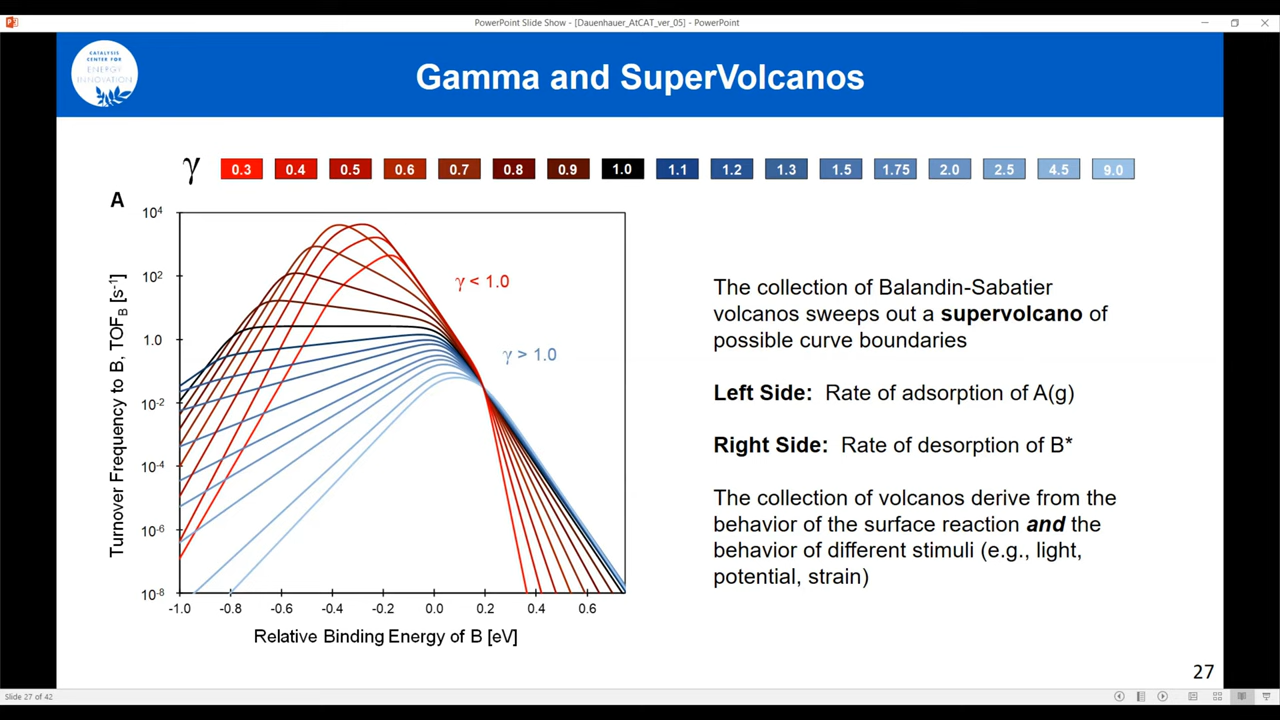 PowerPoint Slide Show - [Dauenhauer_AtCAT_ver_05] - PowerPoint
CATALYSIS
CENTER FOR
ENERGY
INNOVATION
Gamma and SuperVolcanos
γ 0.3 0.4 0.5 0.6 0.7 0.8 0.9 1.0 1.1 1.2 1.3 1.5 1.75 2.0 2.5 4.5 9.0
A
Turnover Frequency to B, TOF_B [s⁻¹]
10⁴
10²
1.0
10⁻²
10⁻⁴
10⁻⁶
10⁻⁸
γ < 1.0
γ > 1.0
-1.0 -0.8 -0.6 -0.4 -0.2 0.0 0.2 0.4 0.6
Relative Binding Energy of B [eV]
The collection of Balandin-Sabatier
volcanos sweeps out a supervolcano of
possible curve boundaries
Left Side: Rate of adsorption of A(g)
Right Side: Rate of desorption of B*
The collection of volcanos derive from the
behavior of the surface reaction and the
behavior of different stimuli (e.g., light,
potential, strain)
27
Slide 27 of 42